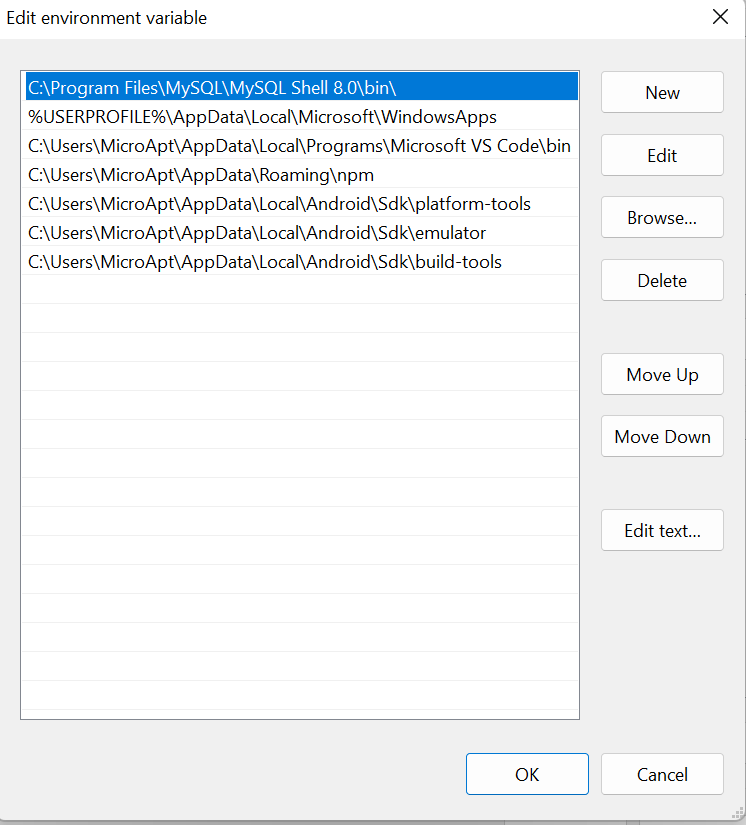 Edit environment variable
C:\Program Files\MySQL\MySQL Shell 8.0\bin\
%USERPROFILE%\AppData\Local\Microsoft\WindowsApps
C:\Users\MicroApt\AppData\Local\Programs\Microsoft VS Code\bin
C:\Users\MicroApt\AppData\Roaming\npm
C:\Users\MicroApt\AppData\Local\Android\Sdk\platform-tools
C:\Users\MicroApt\AppData\Local\Android\Sdk\emulator
C:\Users\MicroApt\AppData\Local\Android\Sdk\build-tools
New
Edit
Browse...
Delete
Move Up
Move Down
Edit text...
OK
Cancel